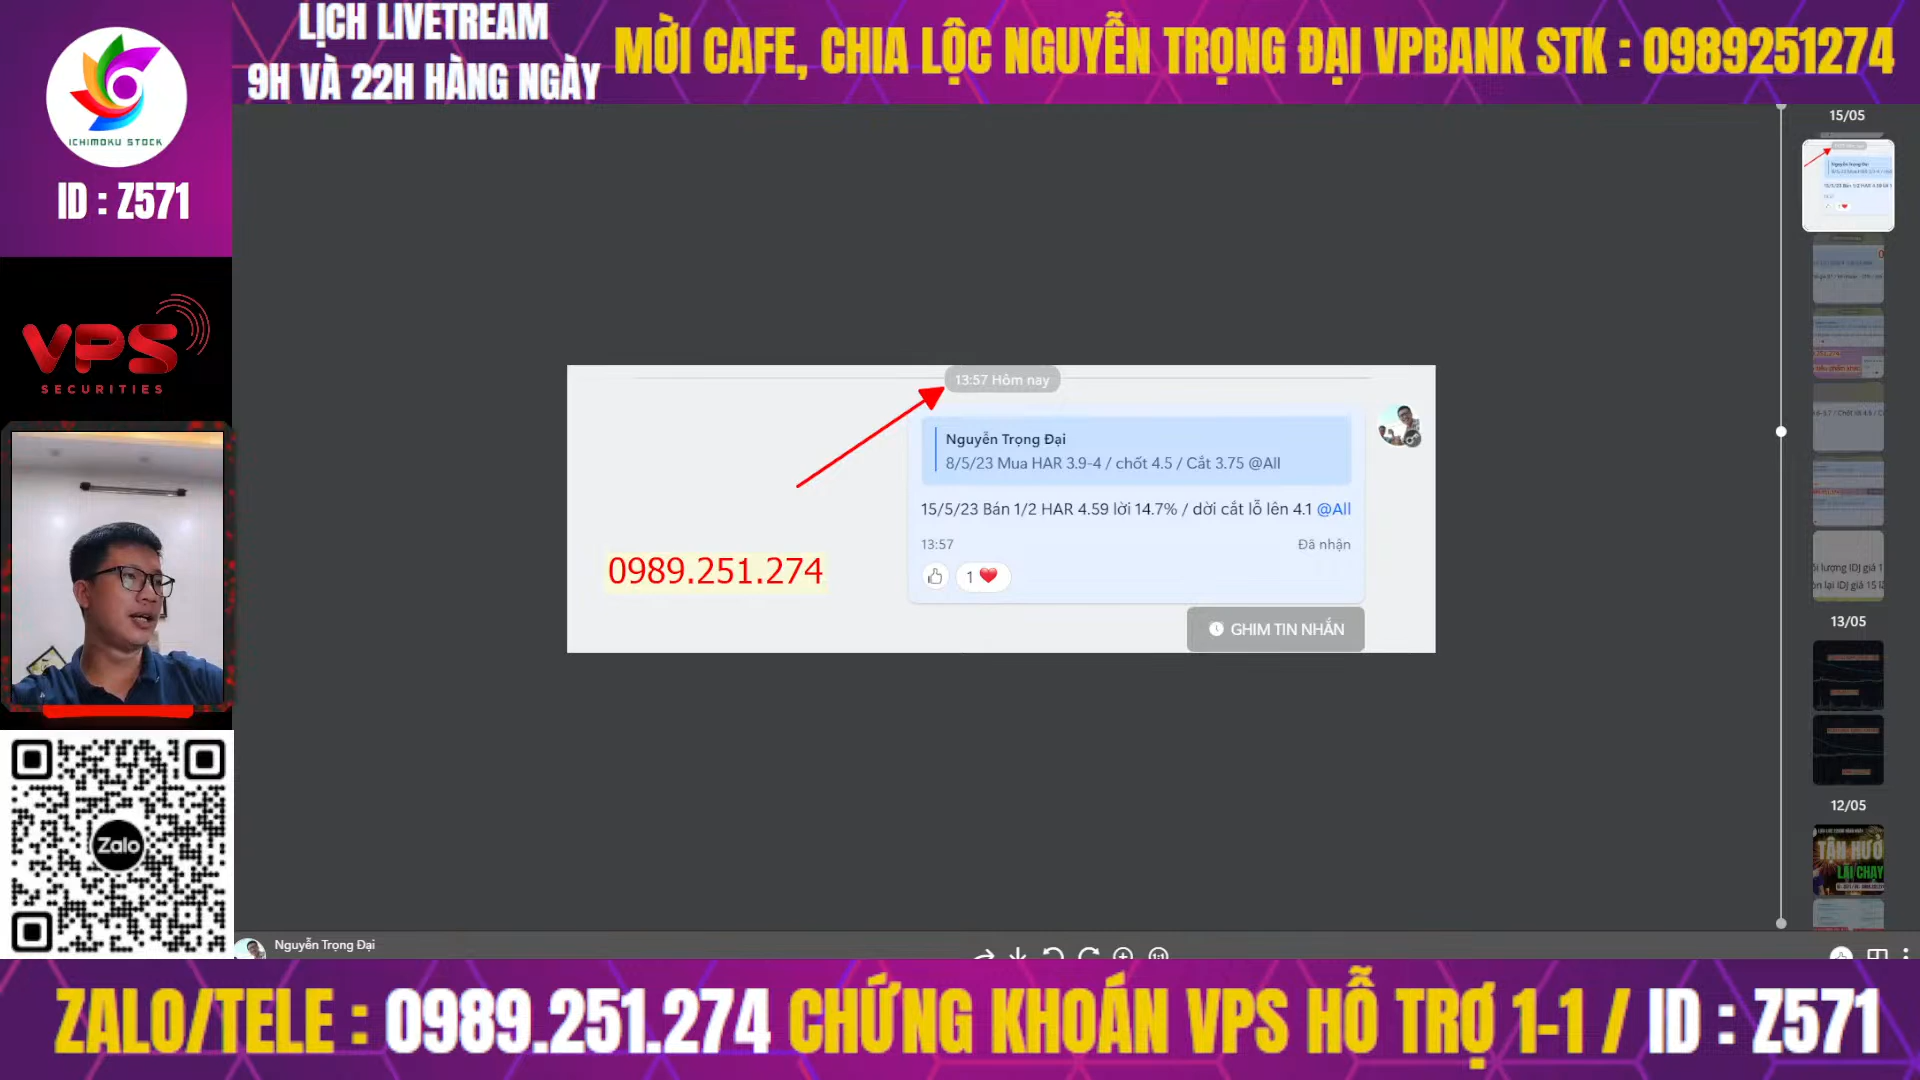 LỊCH LIVETREAM
9H VÀ 22H HÀNG NGÀY
MỜI CAFE, CHIA LỘC NGUYỄN TRỌNG ĐẠI VPBANK STK : 0989251274
ICHIMOKU STOCK
ID : Z571
VPS
SECURITIES
Zalo
13:57 Hôm nay
Nguyễn Trọng Đại
8/5/23 Mua HAR 3.9-4 / chốt 4.5 / Cắt 3.75 @All
15/5/23 Bán 1/2 HAR 4.59 lời 14.7% / dời cắt lỗ lên 4.1 @All
13:57
Đã nhận
1
0989.251.274
GHIM TIN NHẮN
15/05
13/05
12/05
Nguyễn Trọng Đại
ZALO/TELE : 0989.251.274 CHỨNG KHOÁN VPS HỖ TRỢ 1-1 / ID : Z571